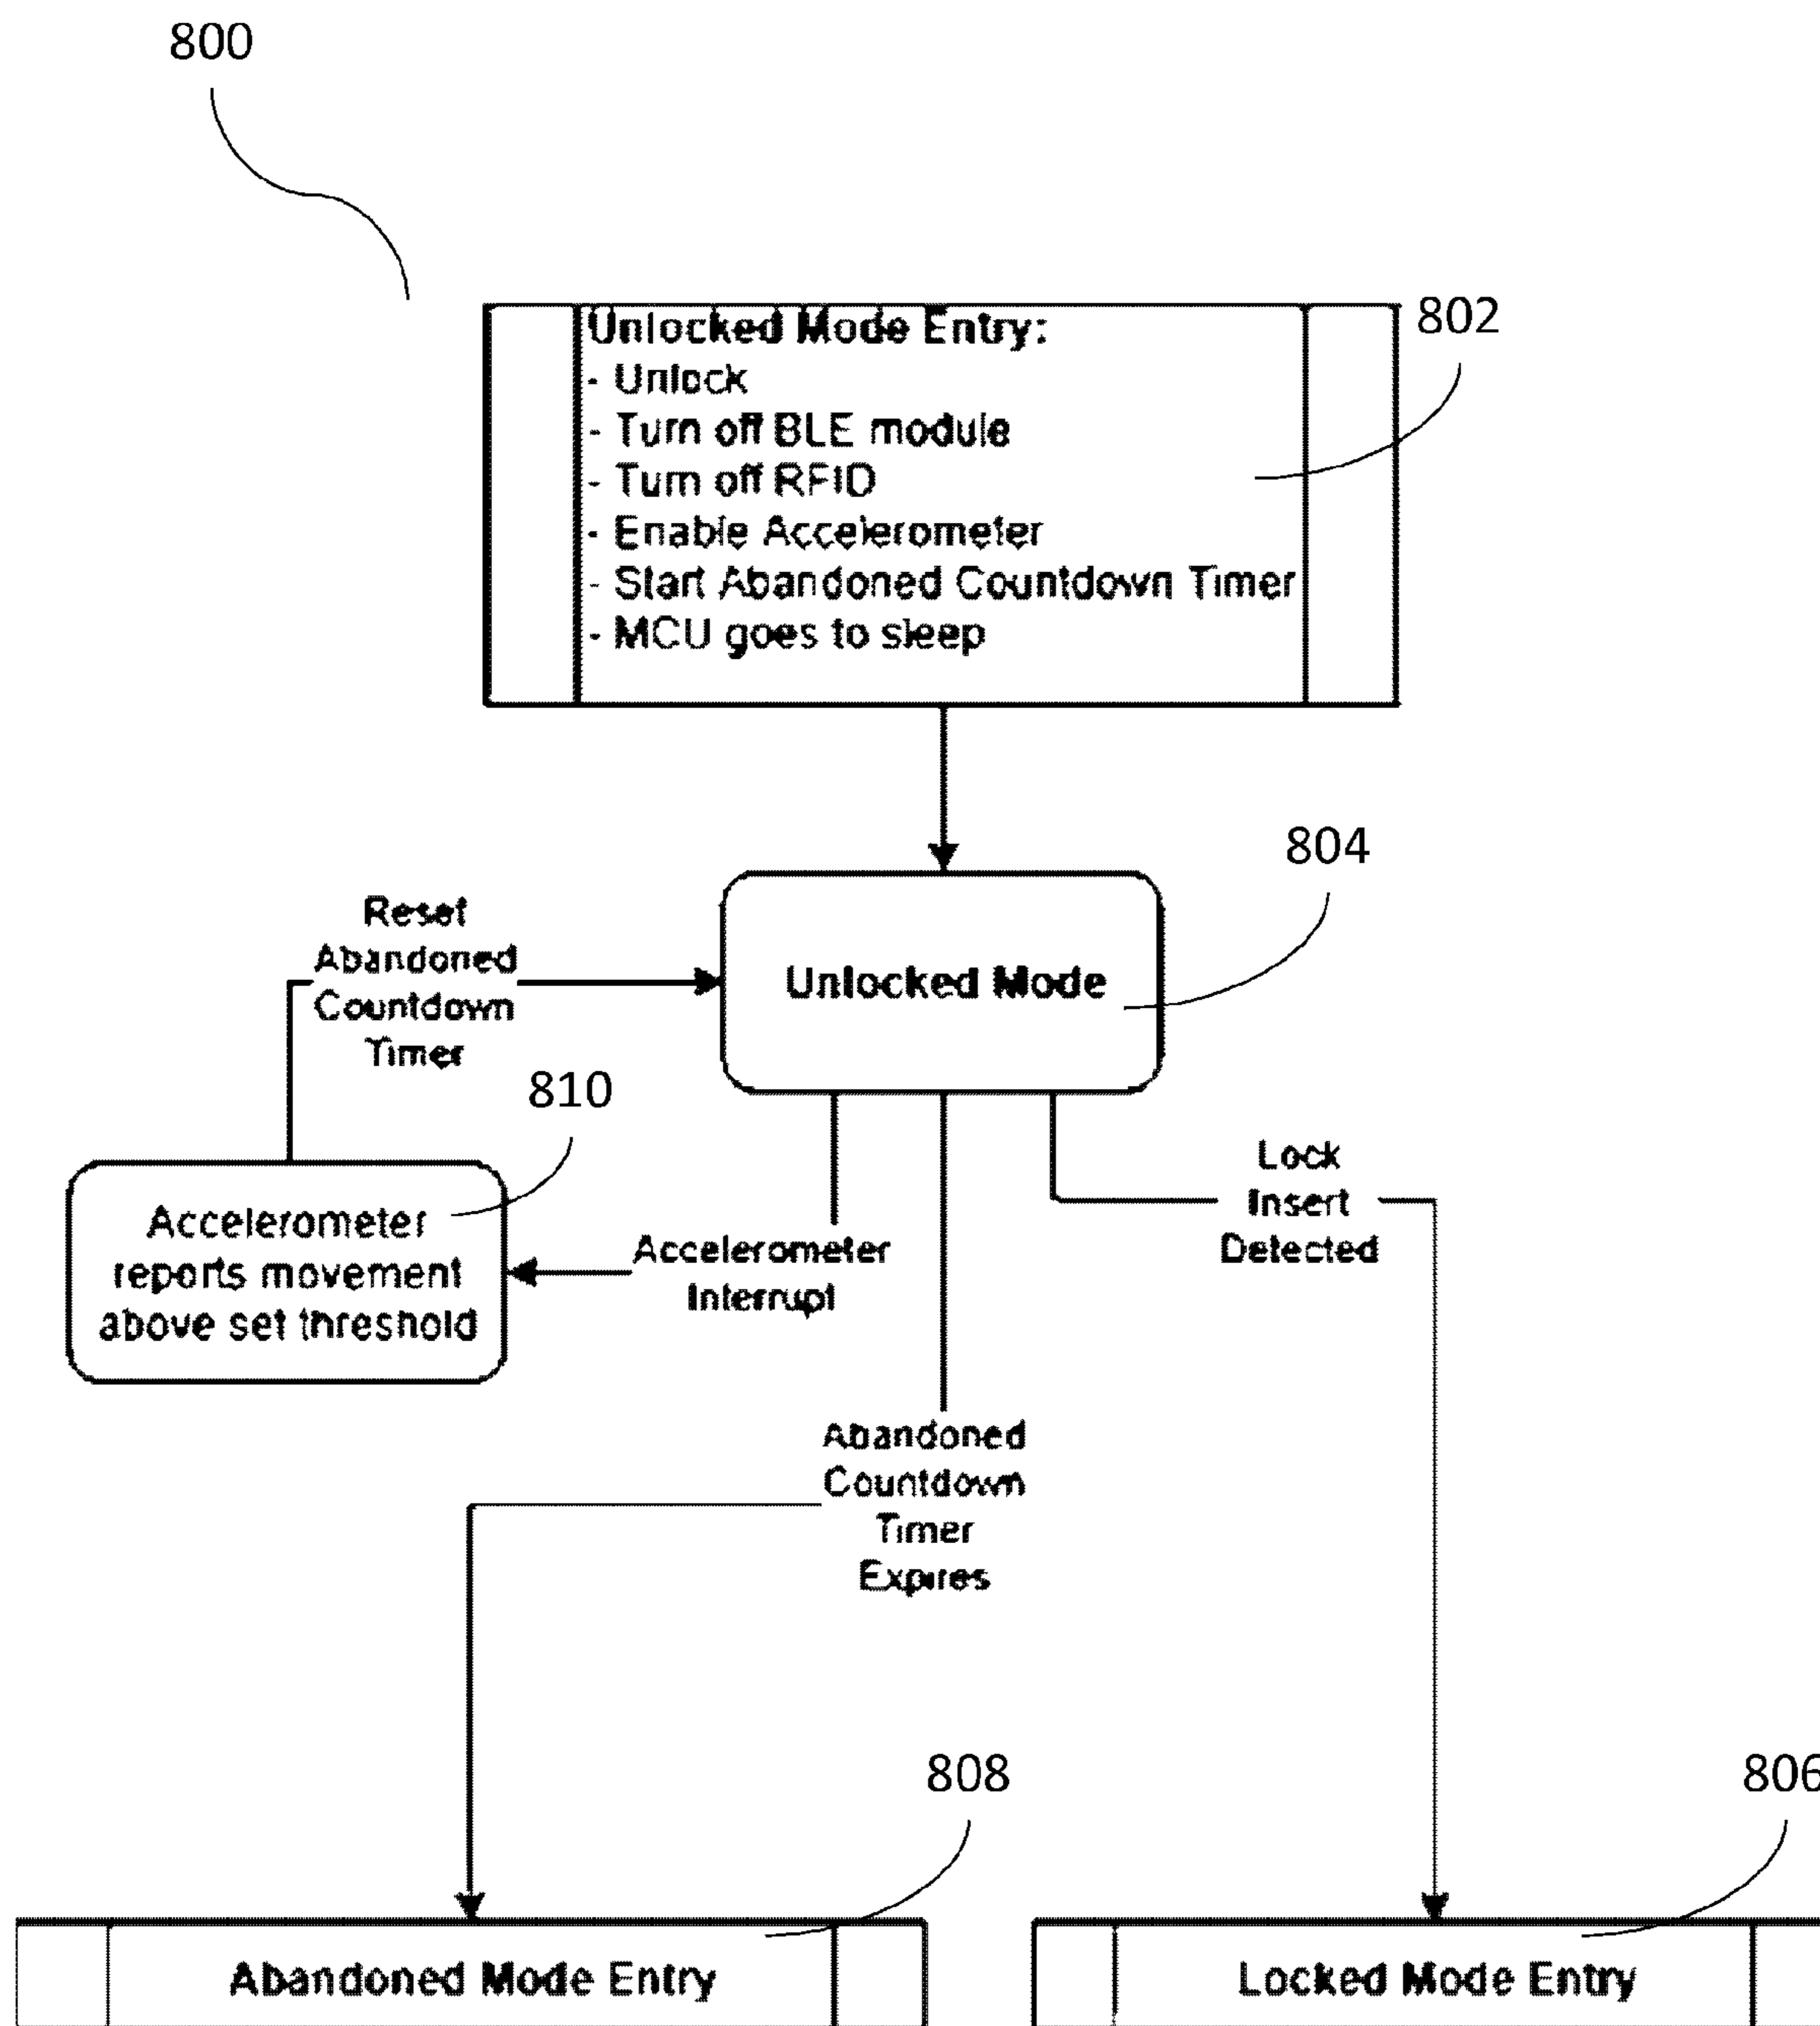 800
802
Unlocked Mode Entry:
- Unlock
- Turn off BLE module
- Turn off RFID
- Enable Accelerometer
- Start Abandoned Countdown Timer
- MCU goes to sleep
804
Unlocked Mode
Reset
Abandoned
Countdown
Timer
810
Accelerometer
reports movement
above set threshold
Accelerometer
Interrupt
Lock
Insert
Detected
Abandoned
Countdown
Timer
Expires
808
806
Abandoned Mode Entry
Locked Mode Entry